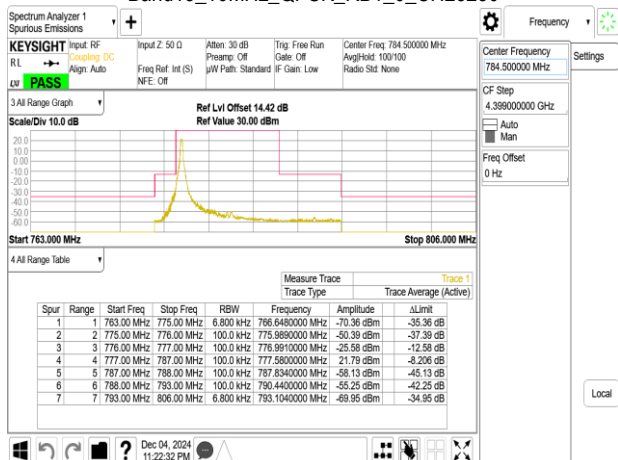 Spectrum Analyzer 1
Spurious Emissions
Frequency
KEYSIGHT
RL
PASS
Input: RF
Coupling: DC
Align: Auto
Input Z: 50 Ω
Freq Ref: Int (S)
NFE: Off
Atten: 30 dB
Preamp: Off
µW Path: Standard
Trig: Free Run
Gate: Off
IF Gain: Low
Center Freq: 784.500000 MHz
Avg|Hold: 100/100
Radio Std: None
Center Frequency
784.500000 MHz
Settings
CF Step
4.399000000 GHz
Auto
Man
Freq Offset
0 Hz
3 All Range Graph
Scale/Div 10.0 dB
Ref Lvl Offset 14.42 dB
Ref Value 30.00 dBm
20.0
10.0
0.00
-10.0
-20.0
-30.0
-40.0
-50.0
-60.0
Start 763.000 MHz
Stop 806.000 MHz
4 All Range Table
Measure Trace Trace 1
Trace Type Trace Average (Active)
Spur Range Start Freq Stop Freq RBW Frequency Amplitude ΔLimit
1 1 763.00 MHz 775.00 MHz 6.800 kHz 766.6480000 MHz -70.36 dBm -35.36 dB
2 2 775.00 MHz 776.00 MHz 100.0 kHz 775.9890000 MHz -50.39 dBm -37.39 dB
3 3 776.00 MHz 777.00 MHz 100.0 kHz 776.9910000 MHz -25.58 dBm -12.58 dB
4 4 777.00 MHz 787.00 MHz 100.0 kHz 777.5800000 MHz 21.79 dBm -8.206 dB
5 5 787.00 MHz 788.00 MHz 100.0 kHz 787.8340000 MHz -58.13 dBm -45.13 dB
6 6 788.00 MHz 793.00 MHz 100.0 kHz 790.4400000 MHz -55.25 dBm -42.25 dB
7 7 793.00 MHz 806.00 MHz 6.800 kHz 793.1040000 MHz -69.95 dBm -34.95 dB
Local
Dec 04, 2024
11:22:32 PM